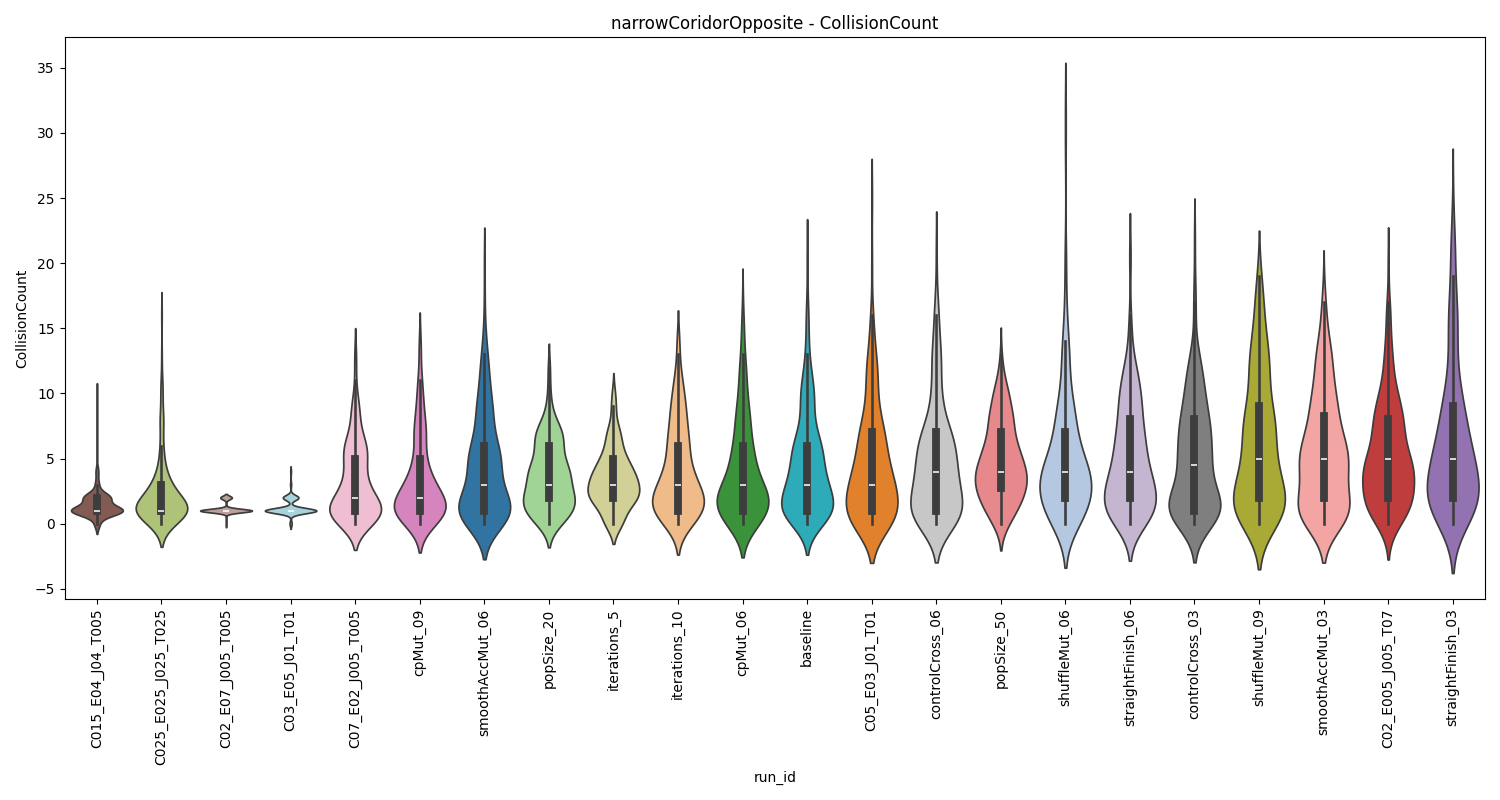 narrowCoridorOpposite - CollisionCount
CollisionCount
35
30
25
20
15
10
5
0
−5
C015_E04_J04_T005
C025_E025_J025_T025
C02_E07_J005_T005
C03_E05_J01_T01
C07_E02_J005_T005
cpMut_09
smoothAccMut_06
popSize_20
iterations_5
iterations_10
cpMut_06
baseline
C05_E03_J01_T01
controlCross_06
popSize_50
shuffleMut_06
straightFinish_06
controlCross_03
shuffleMut_09
smoothAccMut_03
C02_E005_J005_T07
straightFinish_03
run_id